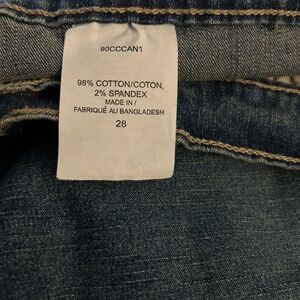 90CCCAN1
98% COTTON/COTON,
2% SPANDEX
MADE IN /
FABRIQUÉ AU BANGLADESH
28